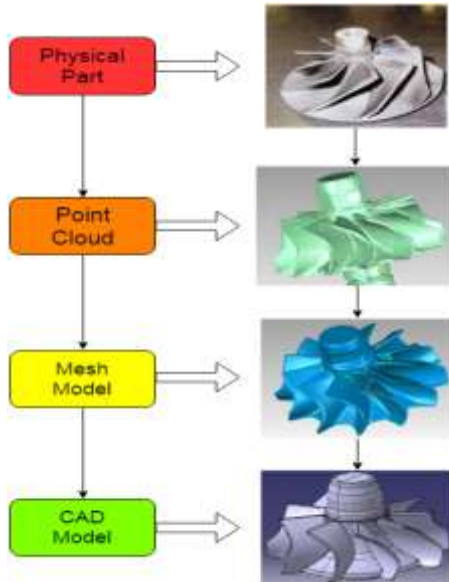 Physical
Part
Point
Cloud
Mesh
Model
CAD
Model